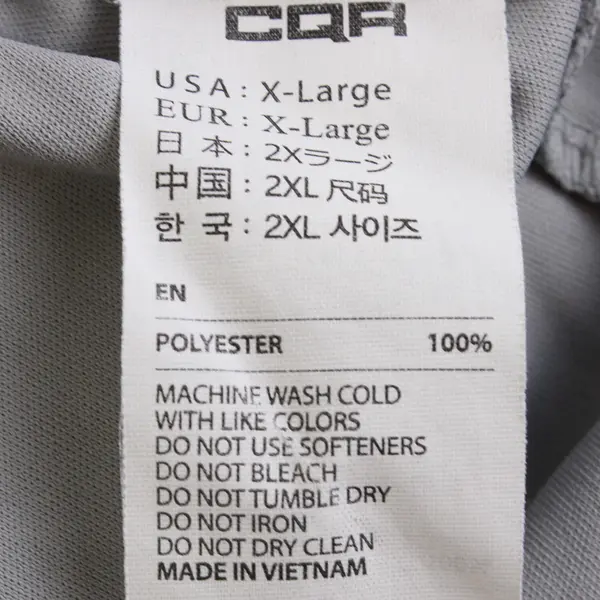 CQR
USA: X-Large
EUR: X-Large
日本: 2Xラージ
中国: 2XL 尺码
한국: 2XL 사이즈
EN
POLYESTER 100%
MACHINE WASH COLD
WITH LIKE COLORS
DO NOT USE SOFTENERS
DO NOT BLEACH
DO NOT TUMBLE DRY
DO NOT IRON
DO NOT DRY CLEAN
MADE IN VIETNAM